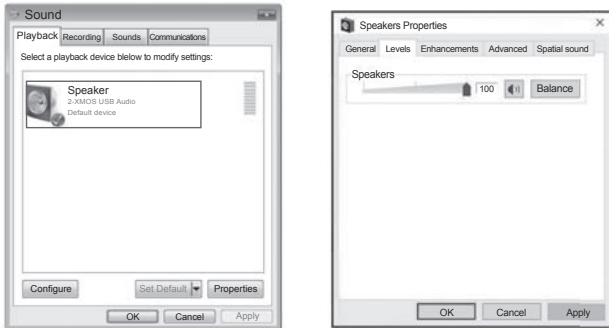 Sound
Playback Recording Sounds Communications
Select a playback device blelow to modify settings:
Speaker
2-XMOS USB Audio
Default device
Configure Set Default Properties
OK Cancel Apply
Speakers Properties
General Levels Enhancements Advanced Spatial sound
Speakers
100 Balance
OK Cancel Apply